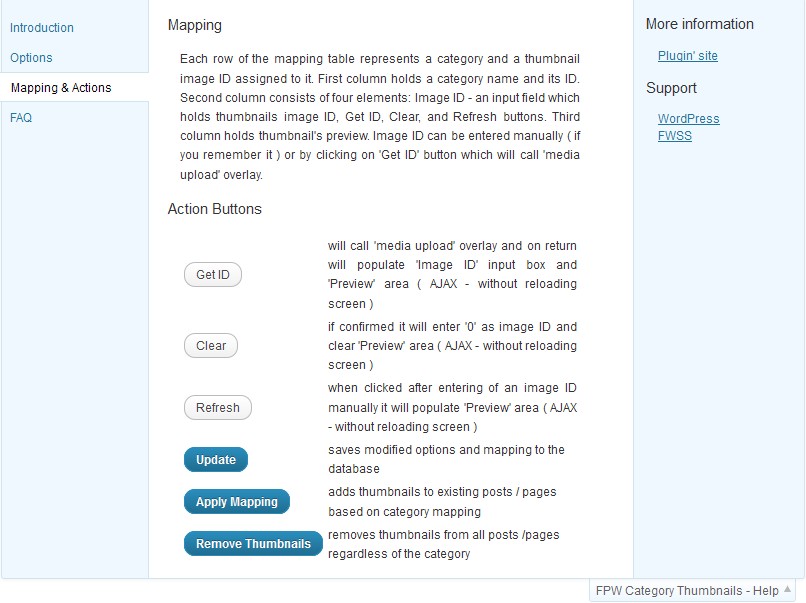 Introduction
Options
Mapping & Actions
FAQ
Mapping
Each row of the mapping table represents a category and a thumbnail
image ID assigned to it. First column holds a category name and its ID.
Second column consists of four elements: Image ID - an input field which
holds thumbnails image ID, Get ID, Clear, and Refresh buttons. Third
column holds thumbnail's preview. Image ID can be entered manually ( if
you remember it ) or by clicking on 'Get ID' button which will call 'media
upload' overlay.
Action Buttons
Get ID
will call 'media upload' overlay and on return
will populate 'Image ID' input box and
'Preview' area ( AJAX - without reloading
screen )
Clear
if confirmed it will enter '0' as image ID and
clear 'Preview' area ( AJAX - without reloading
screen )
Refresh
when clicked after entering of an image ID
manually it will populate 'Preview' area ( AJAX
- without reloading screen )
Update
saves modified options and mapping to the
database
Apply Mapping
adds thumbnails to existing posts / pages
based on category mapping
Remove Thumbnails
removes thumbnails from all posts /pages
regardless of the category
More information
Plugin' site
Support
WordPress
FWSS
FPW Category Thumbnails - Help